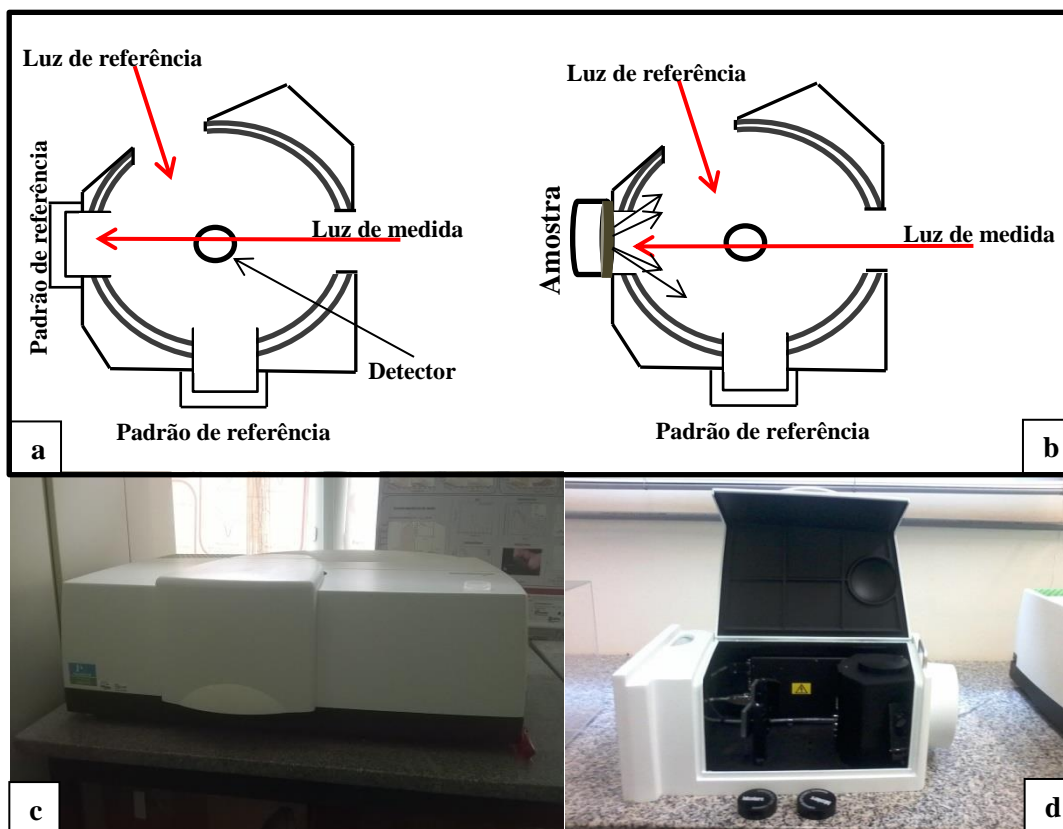 Luz de referência
Luz de referência
Padrão de referência
Luz de medida
Detector
Padrão de referência
a
Amostra
Luz de medida
Padrão de referência
b
c
d